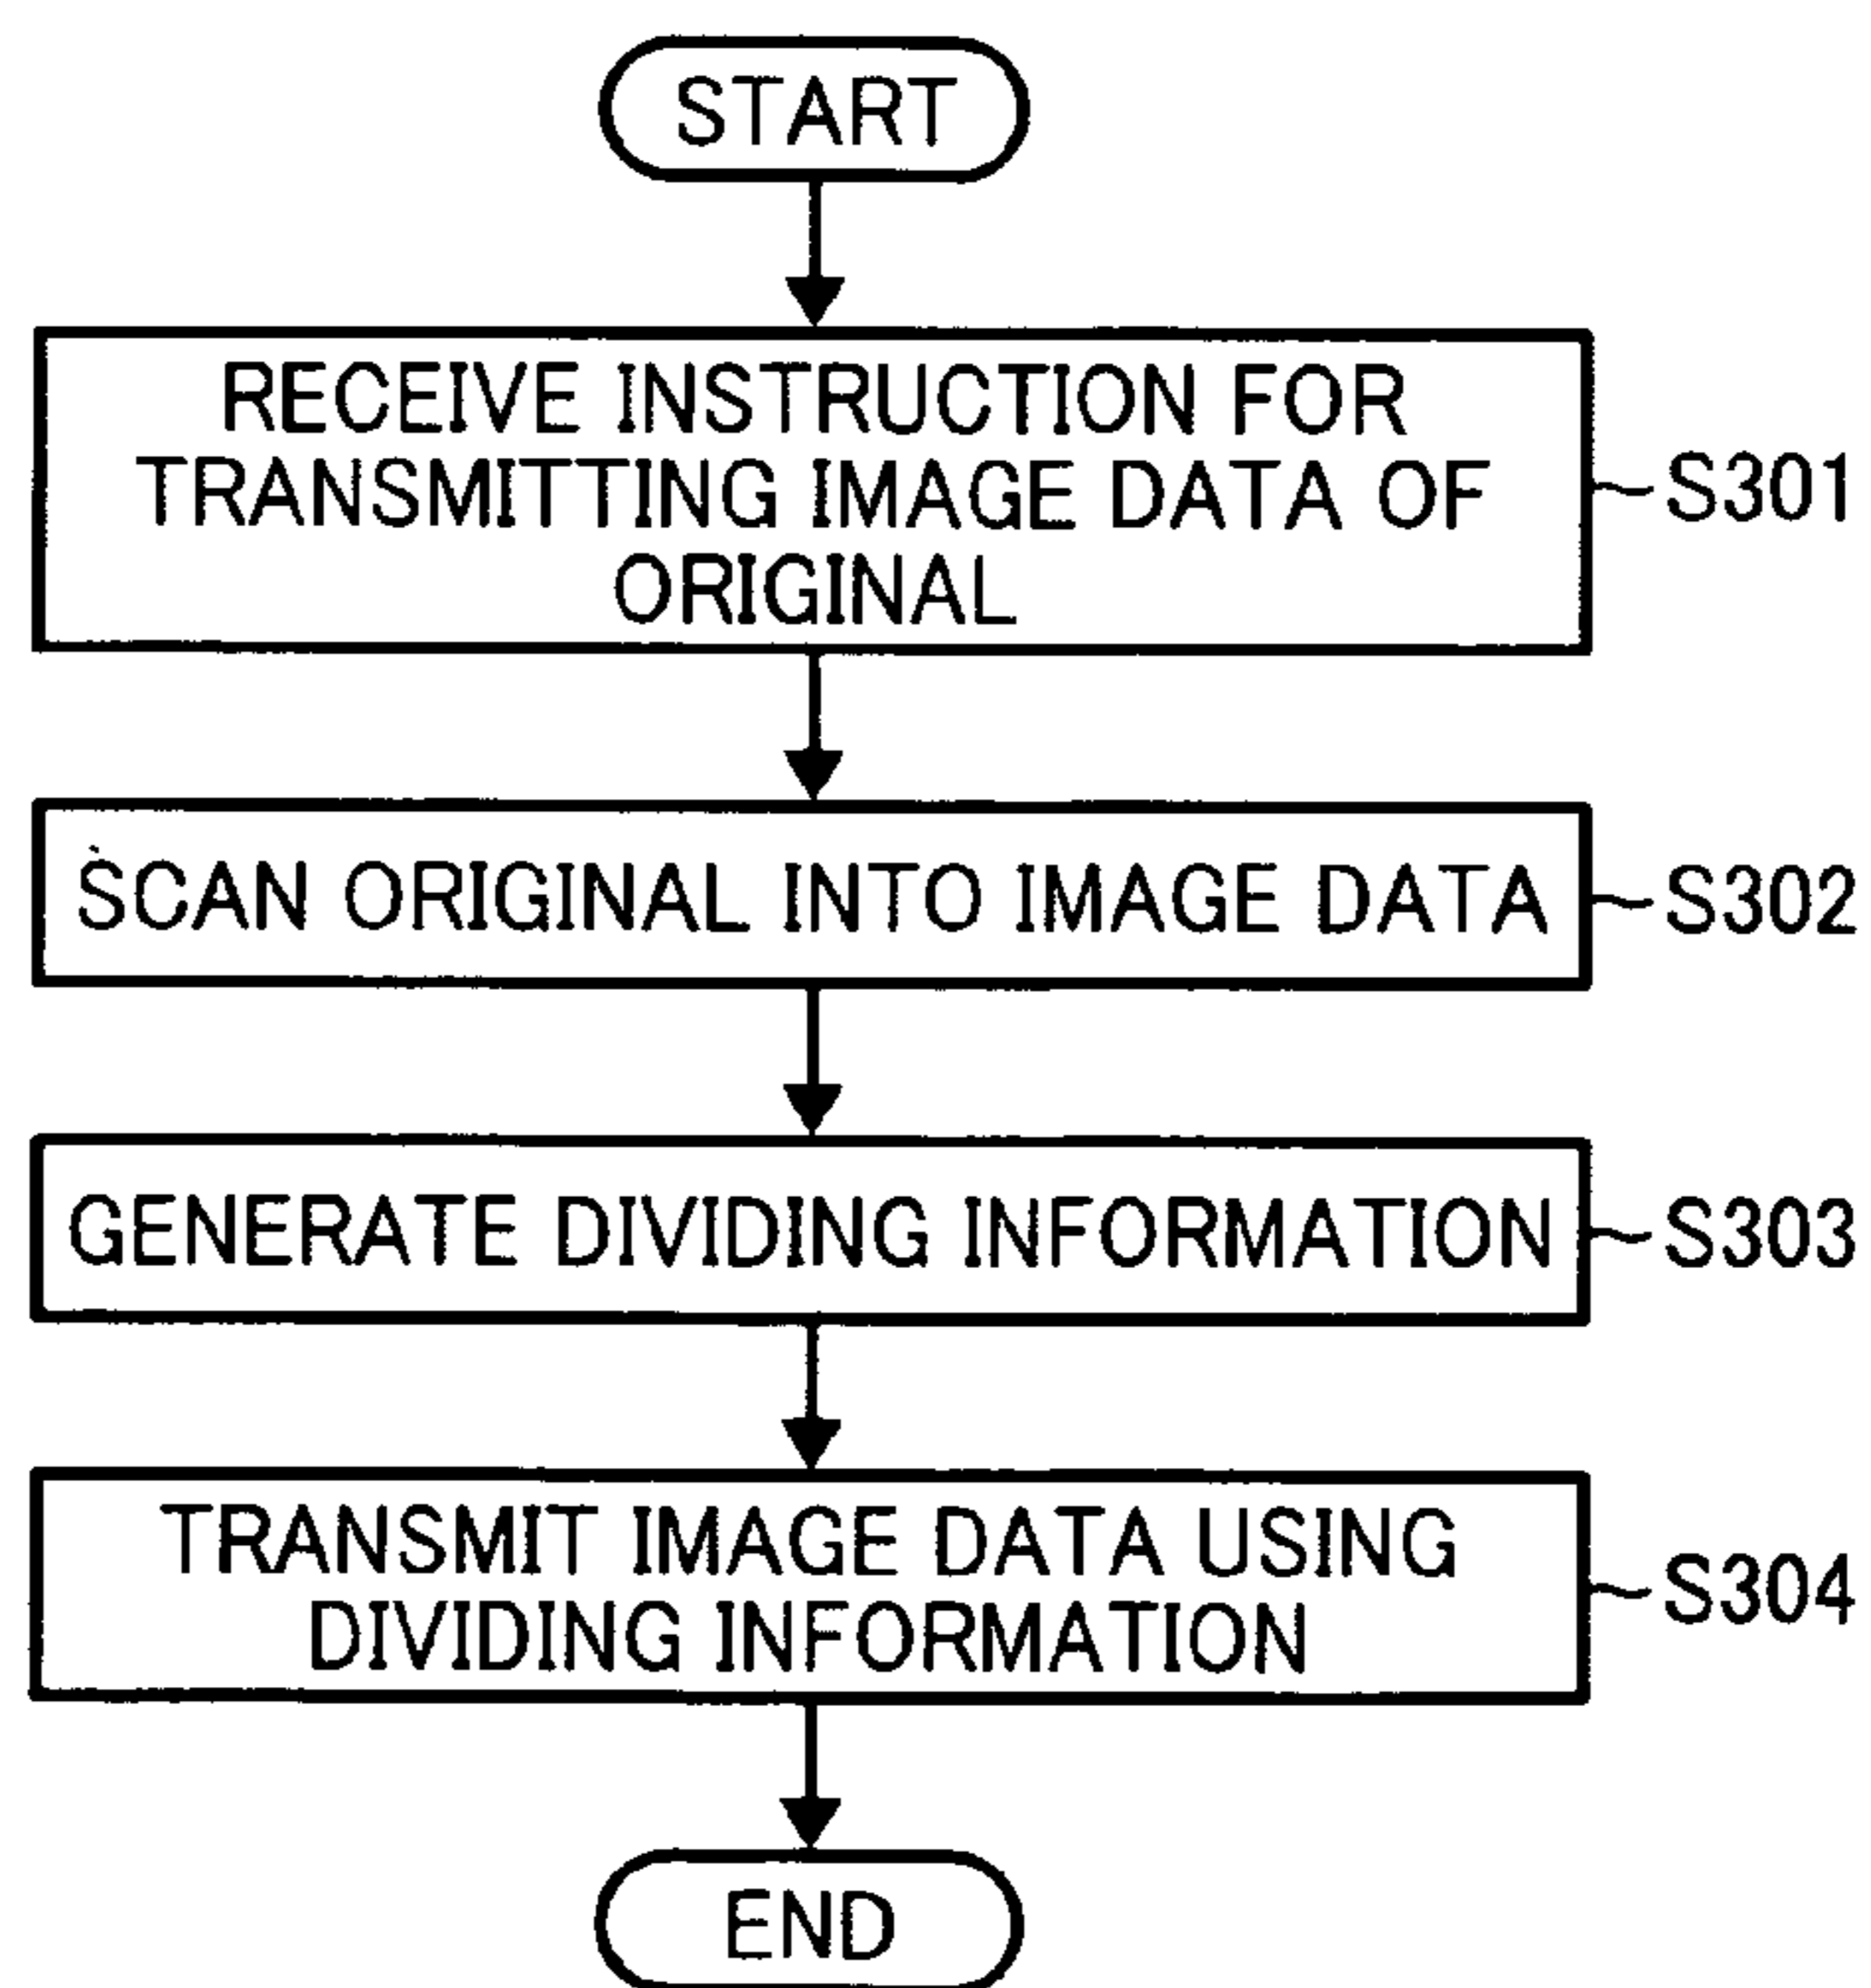 START
RECEIVE INSTRUCTION FOR
TRANSMITTING IMAGE DATA OF
ORIGINAL
S301
SCAN ORIGINAL INTO IMAGE DATA
S302
GENERATE DIVIDING INFORMATION
S303
TRANSMIT IMAGE DATA USING
DIVIDING INFORMATION
S304
END